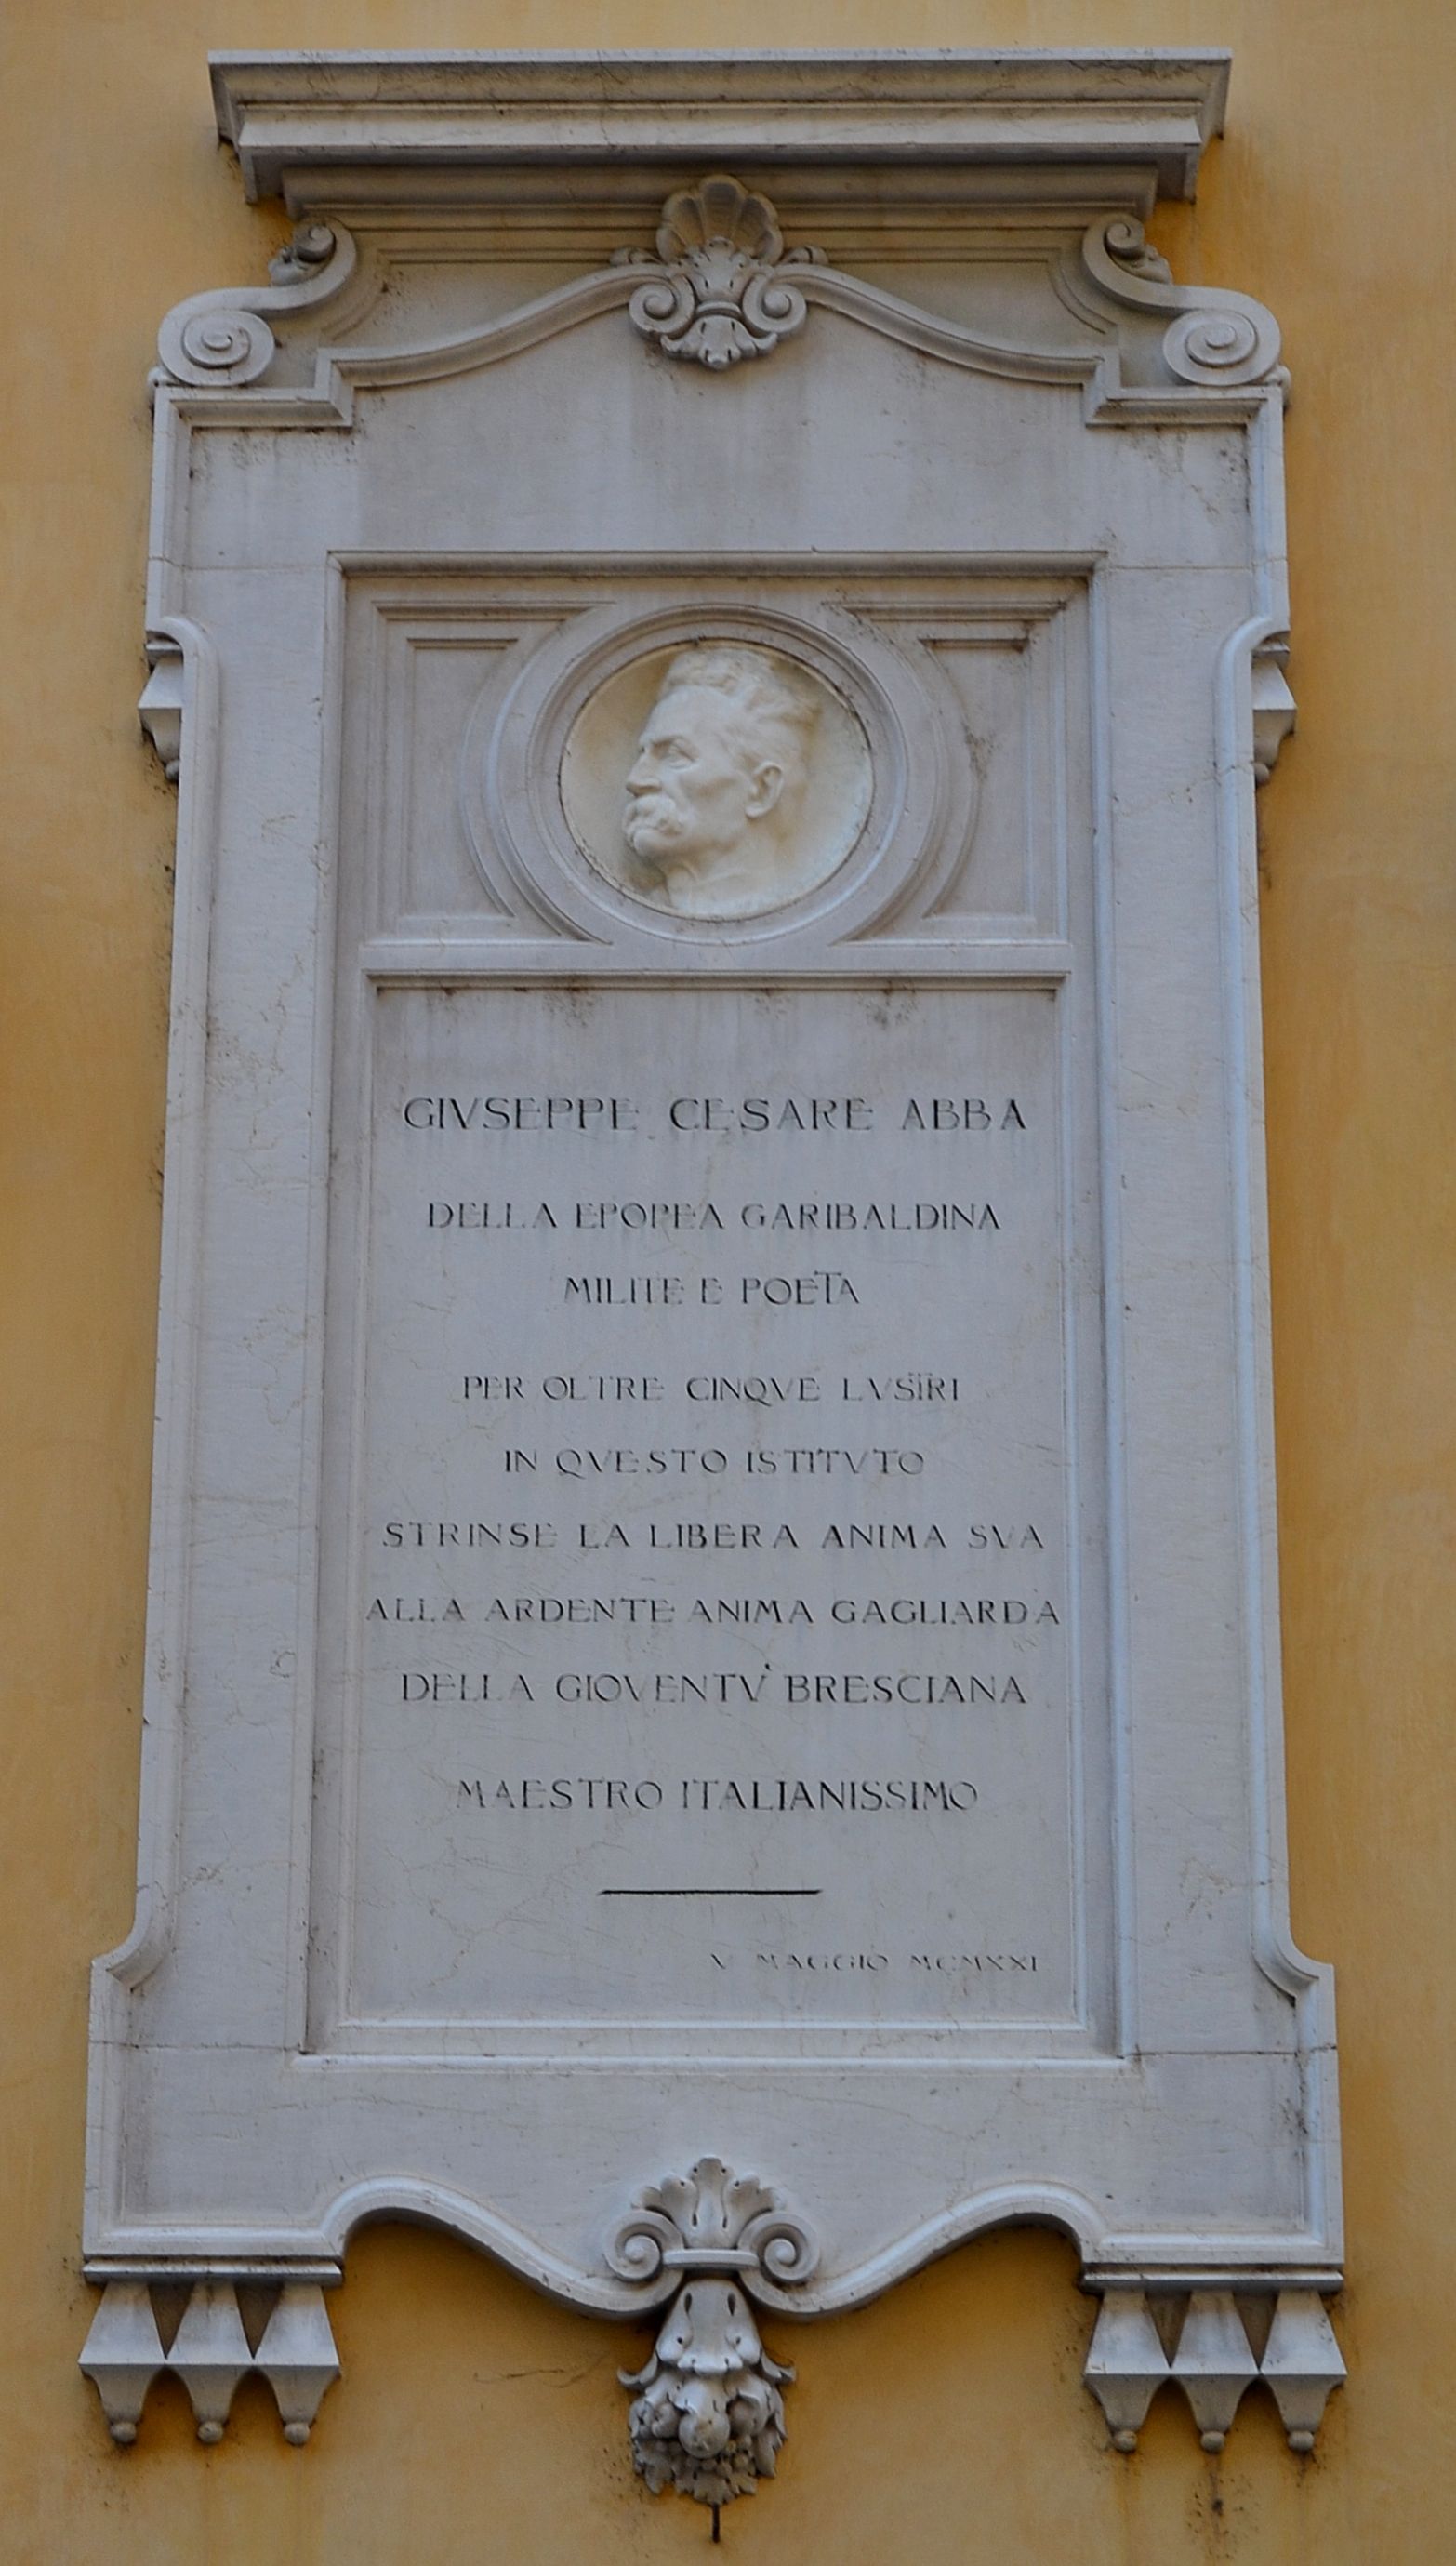 GIVSEPPE CESARE ABBA
DELLA EPOPEA GARIBALDINA
MILITE E POETA
PER OLTRE CINQVE LVSTRI
IN QVESTO ISTITVTO
STRINSE LA LIBERA ANIMA SVA
ALLA ARDENTE ANIMA GAGLIARDA
DELLA GIOVENTV̀ BRESCIANA
MAESTRO ITALIANISSIMO
V MAGGIO MCMXXI